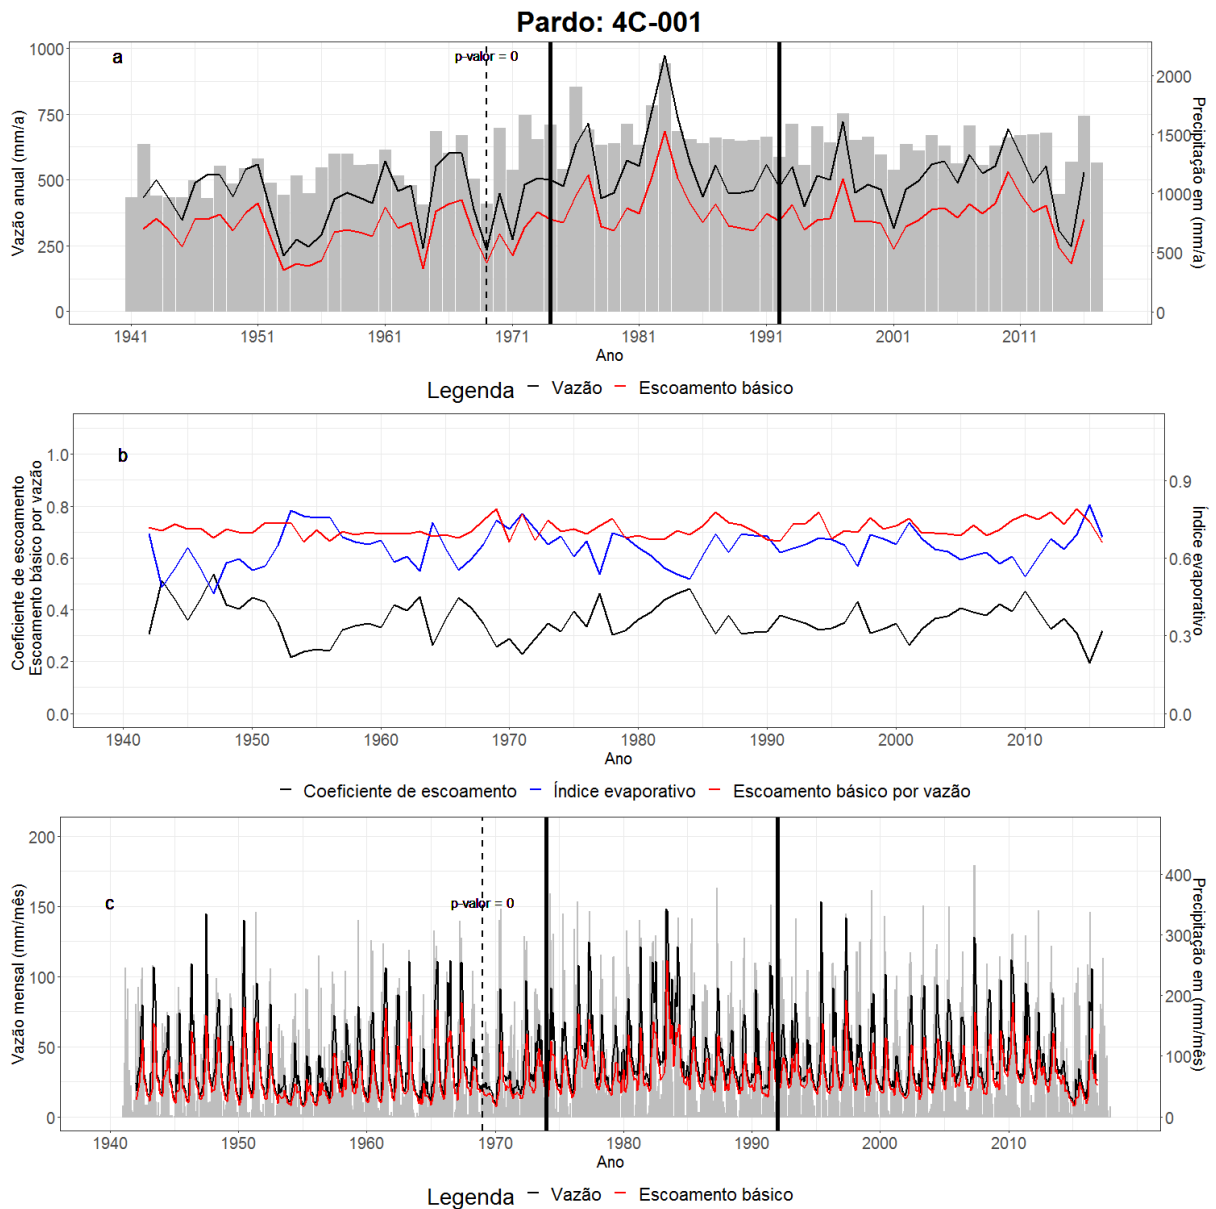 Pardo: 4C-001
a
p-valor = 0
1000
750
500
250
0
Vazão anual (mm/a)
2000
1500
1000
500
0
Precipitação em (mm/a)
1941 1951 1961 1971 1981 1991 2001 2011
Ano
Legenda Vazão Escoamento básico
b
1.0
0.8
0.6
0.4
0.2
0.0
Coeficiente de escoamento
Escoamento básico por vazão
0.9
0.6
0.3
0.0
Índice evaporativo
1940 1950 1960 1970 1980 1990 2000 2010
Ano
Coeficiente de escoamento Índice evaporativo Escoamento básico por vazão
c
p-valor = 0
200
150
100
50
0
Vazão mensal (mm/mês)
400
300
200
100
0
Precipitação em (mm/mês)
1940 1950 1960 1970 1980 1990 2000 2010
Ano
Legenda Vazão Escoamento básico